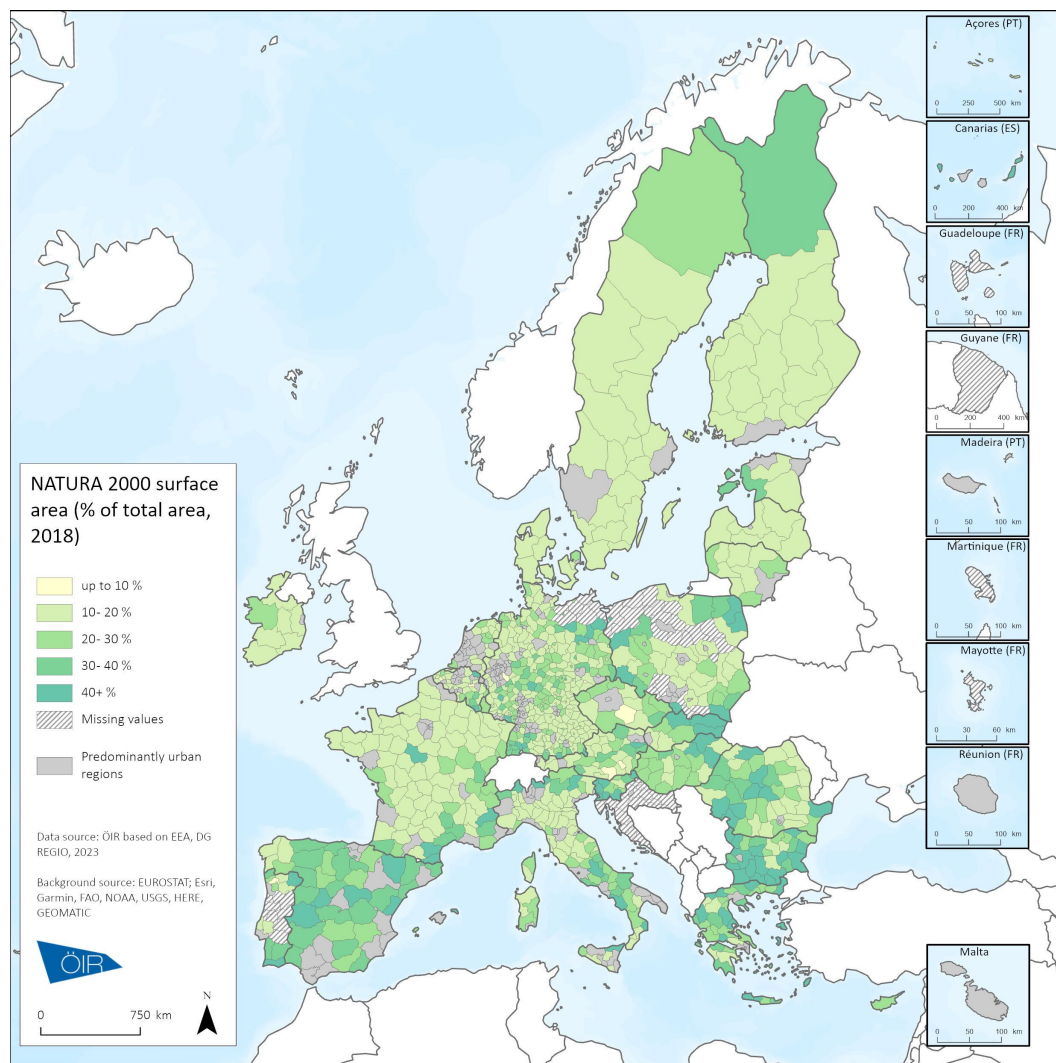 NATURA 2000 surface
area (% of total area,
2018)
up to 10 %
10- 20 %
20- 30 %
30- 40 %
40+ %
Missing values
Predominantly urban
regions
Data source: ÖIR based on EEA, DG
REGIO, 2023
Background source: EUROSTAT; Esri,
Garmin, FAO, NOAA, USGS, HERE,
GEOMATIC
ÖIR
N
0 750 km
Açores (PT)
0 250 500 km
Canarias (ES)
0 200 400 km
Guadeloupe (FR)
0 50 100 km
Guyane (FR)
0 200 400 km
Madeira (PT)
0 50 100 km
Martinique (FR)
0 50 100 km
Mayotte (FR)
0 30 60 km
Réunion (FR)
0 50 100 km
Malta
0 50 100 km